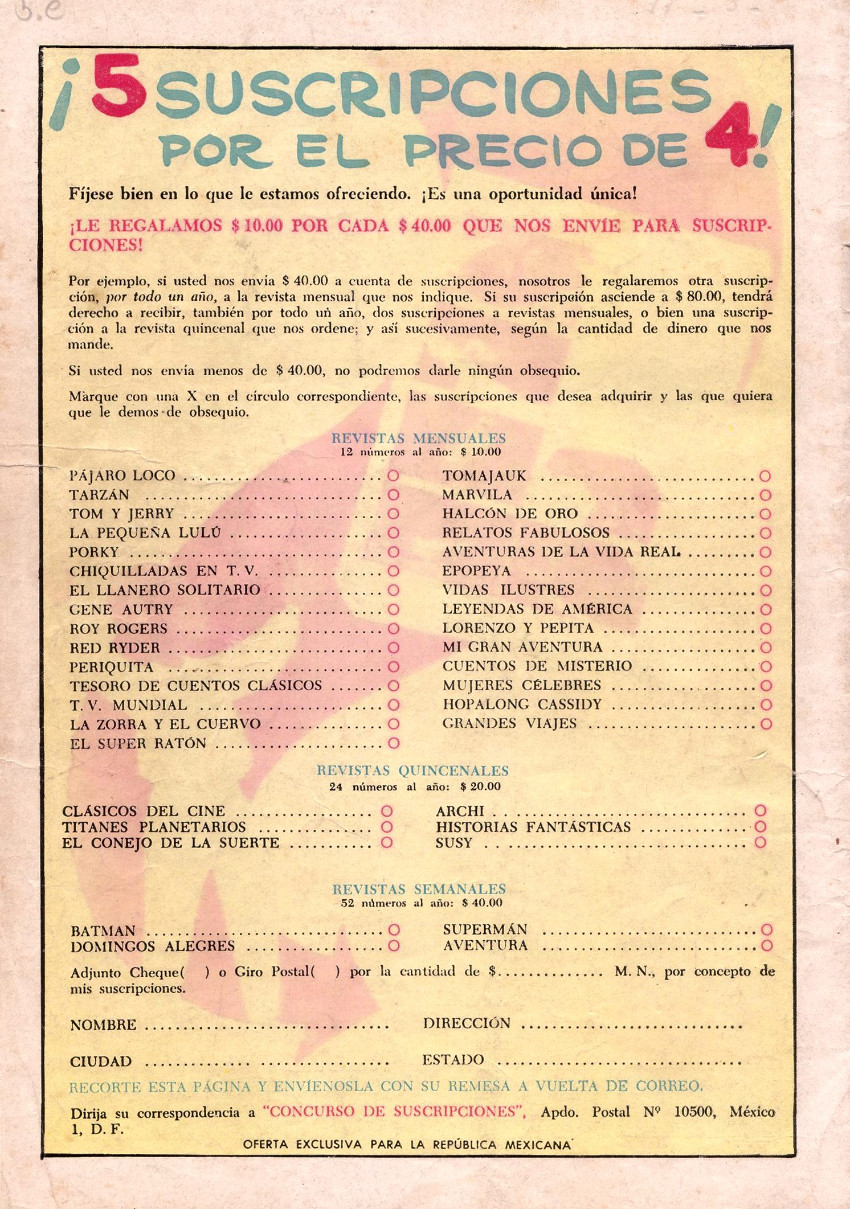 ¡5 SUSCRIPCIONES
POR EL PRECIO DE 4!
Fíjese bien en lo que le estamos ofreciendo. ¡Es una oportunidad única!
¡LE REGALAMOS $ 10.00 POR CADA $ 40.00 QUE NOS ENVÍE PARA SUSCRIP-
CIONES!
Por ejemplo, si usted nos envía $ 40.00 a cuenta de suscripciones, nosotros le regalaremos otra suscrip-
ción, por todo un año, a la revista mensual que nos indique. Si su suscripción asciende a $ 80.00, tendrá
derecho a recibir, también por todo un año, dos suscripciones a revistas mensuales, o bien una suscrip-
ción a la revista quincenal que nos ordene; y así sucesivamente, según la cantidad de dinero que nos
mande.
Si usted nos envía menos de $ 40.00, no podremos darle ningún obsequio.
Marque con una X en el círculo correspondiente, las suscripciones que desea adquirir y las que quiera
que le demos de obsequio.
REVISTAS MENSUALES
12 números al año: $ 10.00
PÁJARO LOCO
TARZÁN
TOM Y JERRY
LA PEQUEÑA LULÚ
PORKY
CHIQUILLADAS EN T. V.
EL LLANERO SOLITARIO
GENE AUTRY
ROY ROGERS
RED RYDER
PERIQUITA
TESORO DE CUENTOS CLÁSICOS
T. V. MUNDIAL
LA ZORRA Y EL CUERVO
EL SUPER RATÓN
TOMAJAUK
MARVILA
HALCÓN DE ORO
RELATOS FABULOSOS
AVENTURAS DE LA VIDA REAL
EPOPEYA
VIDAS ILUSTRES
LEYENDAS DE AMÉRICA
LORENZO Y PEPITA
MI GRAN AVENTURA
CUENTOS DE MISTERIO
MUJERES CÉLEBRES
HOPALONG CASSIDY
GRANDES VIAJES
REVISTAS QUINCENALES
24 números al año: $ 20.00
CLÁSICOS DEL CINE
TITANES PLANETARIOS
EL CONEJO DE LA SUERTE
ARCHI
HISTORIAS FANTÁSTICAS
SUSY
REVISTAS SEMANALES
52 números al año: $ 40.00
BATMAN
DOMINGOS ALEGRES
SUPERMÁN
AVENTURA
Adjunto Cheque( ) o Giro Postal( ) por la cantidad de $............. M. N., por concepto de
mis suscripciones.
NOMBRE .............................. DIRECCIÓN ...........................
CIUDAD .............................. ESTADO ..............................
RECORTE ESTA PÁGINA Y ENVÍENOSLA CON SU REMESA A VUELTA DE CORREO.
Dirija su correspondencia a "CONCURSO DE SUSCRIPCIONES", Apdo. Postal Nº 10500, México
1, D. F.
OFERTA EXCLUSIVA PARA LA REPÚBLICA MEXICANA